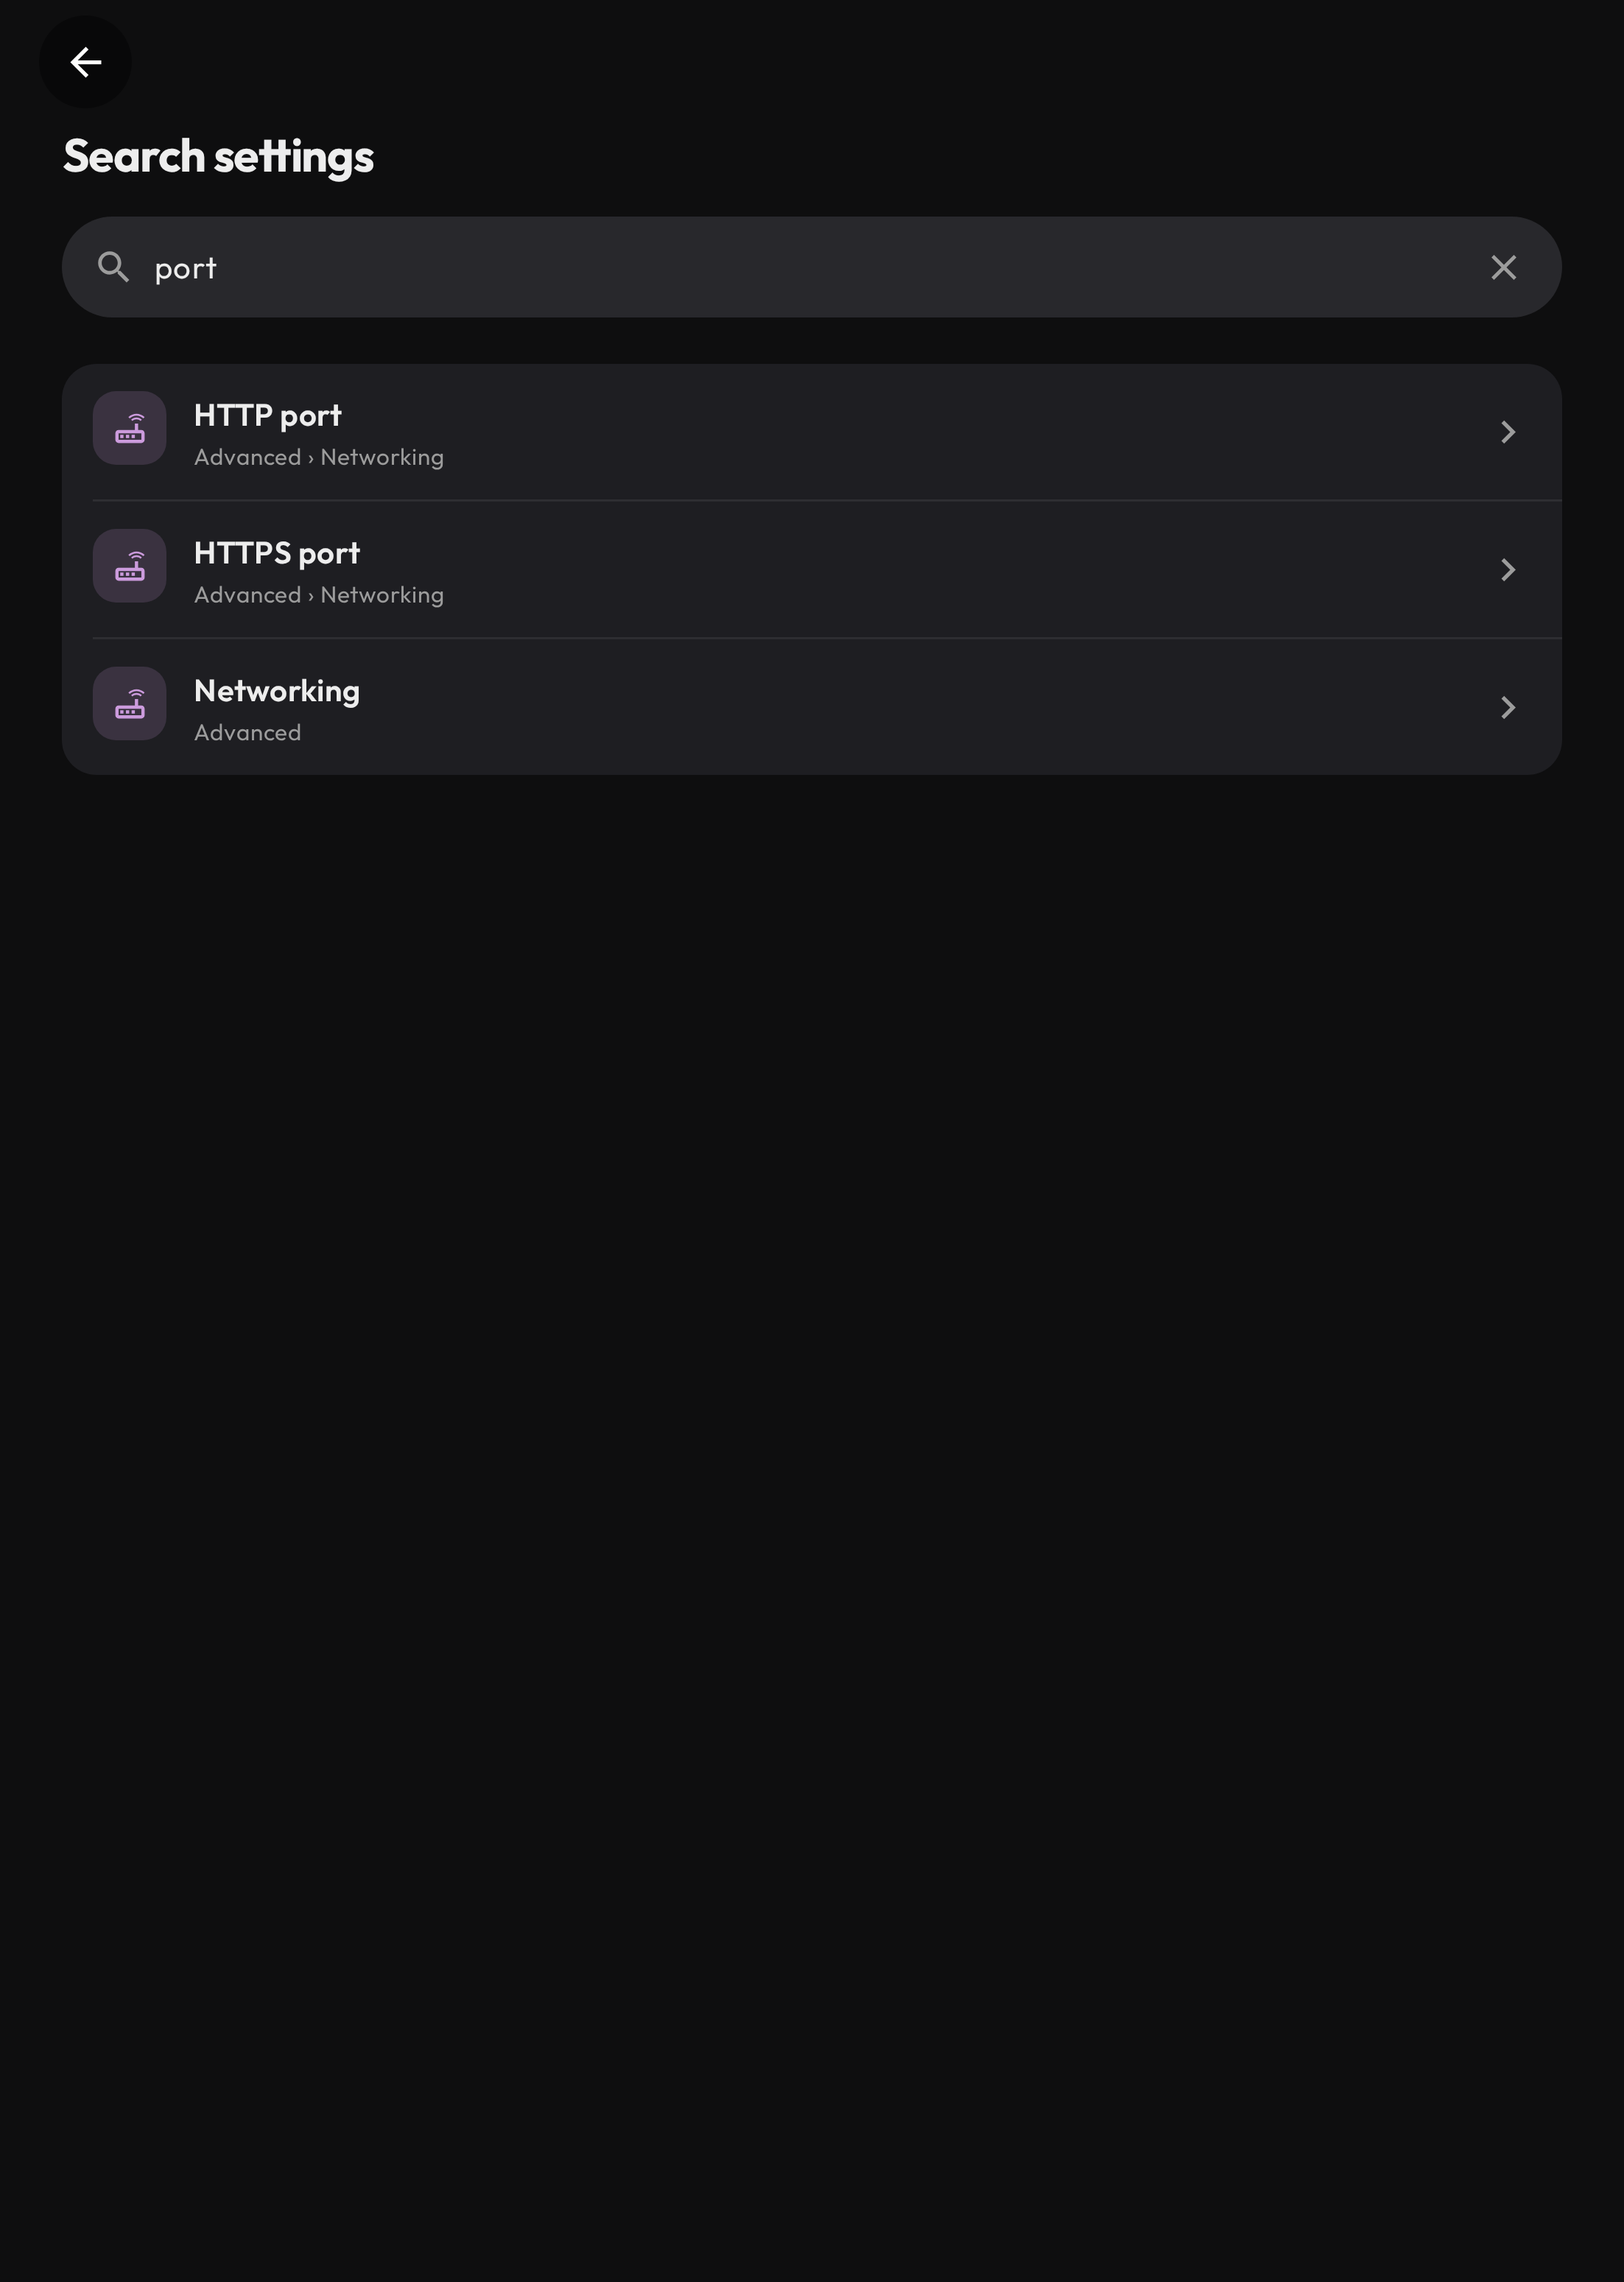 Search settings
port
HTTP port
Advanced › Networking
HTTPS port
Advanced › Networking
Networking
Advanced